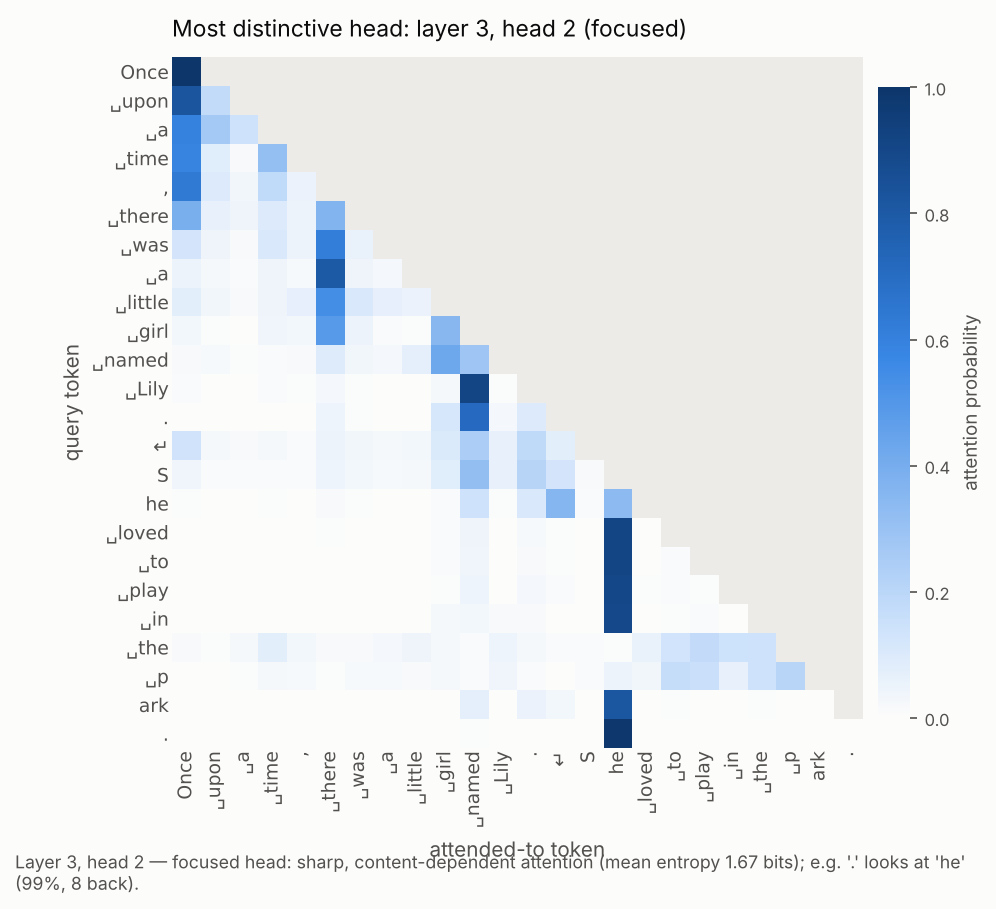 Most distinctive head: layer 3, head 2 (focused)
Once
␣upon
␣a
␣time
,
␣there
␣was
␣a
␣little
␣girl
␣named
␣Lily
.
↵
S
he
␣loved
␣to
␣play
␣in
␣the
␣p
ark
.
query token
Once
␣upon
␣a
␣time
,
␣there
␣was
␣a
␣little
␣girl
␣named
␣Lily
.
↵
S
he
␣loved
␣to
␣play
␣in
␣the
␣p
ark
.
attended-to token
1.0
0.8
0.6
0.4
0.2
0.0
attention probability
Layer 3, head 2 — focused head: sharp, content-dependent attention (mean entropy 1.67 bits); e.g. '.' looks at 'he'
(99%, 8 back).